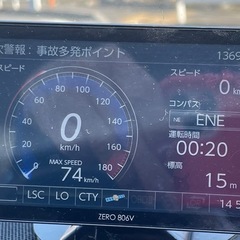 警報：事故多発ポイント
1369
スピード
スピード
0 km
コンパス
NE ENE
運転時間
00:20
標高
15 m
0
km/h
MAX SPEED
74 km/h
0
20
40
60
80
100
120
140
160
180
LSC LO CTY
14.5
ZERO 806V